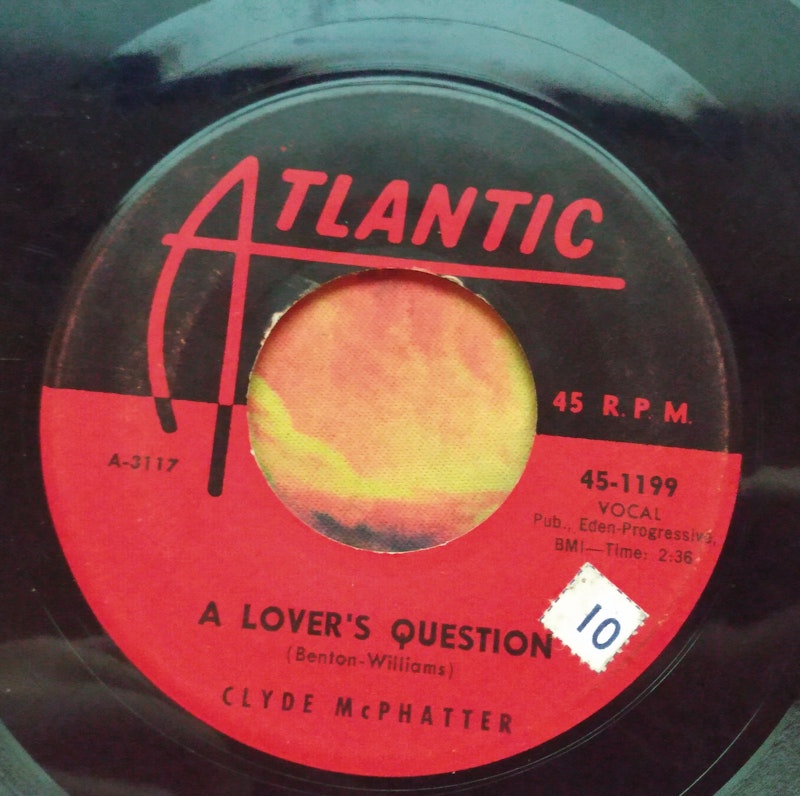 ATLANTIC
45 R.P.M.
A-3117
45-1199
VOCAL
Pub., Eden-Progressive,
BMI—Time: 2:36
10
A LOVER'S QUESTION
(Benton-Williams)
CLYDE McPHATTER